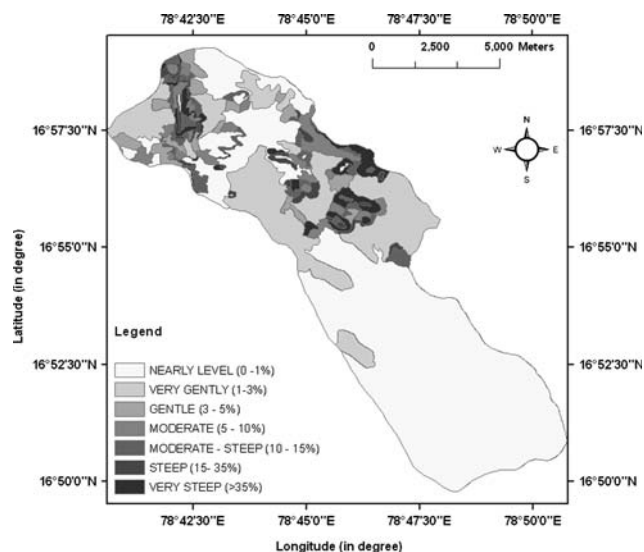 78°42'30"E 78°45'0"E 78°47'30"E 78°50'0"E
0 2,500 5,000 Meters
16°57'30"N
16°57'30"N
N
W E
S
16°55'0"N
16°55'0"N
Latitude (in degree)
Legend
16°52'30"N
16°52'30"N
NEARLY LEVEL (0 -1%)
VERY GENTLY (1-3%)
GENTLE (3 - 5%)
MODERATE (5 - 10%)
MODERATE - STEEP (10 - 15%)
STEEP (15- 35%)
VERY STEEP (>35%)
16°50'0"N
16°50'0"N
78°42'30"E 78°45'0"E 78°47'30"E 78°50'0"E
Longitude (in degree)